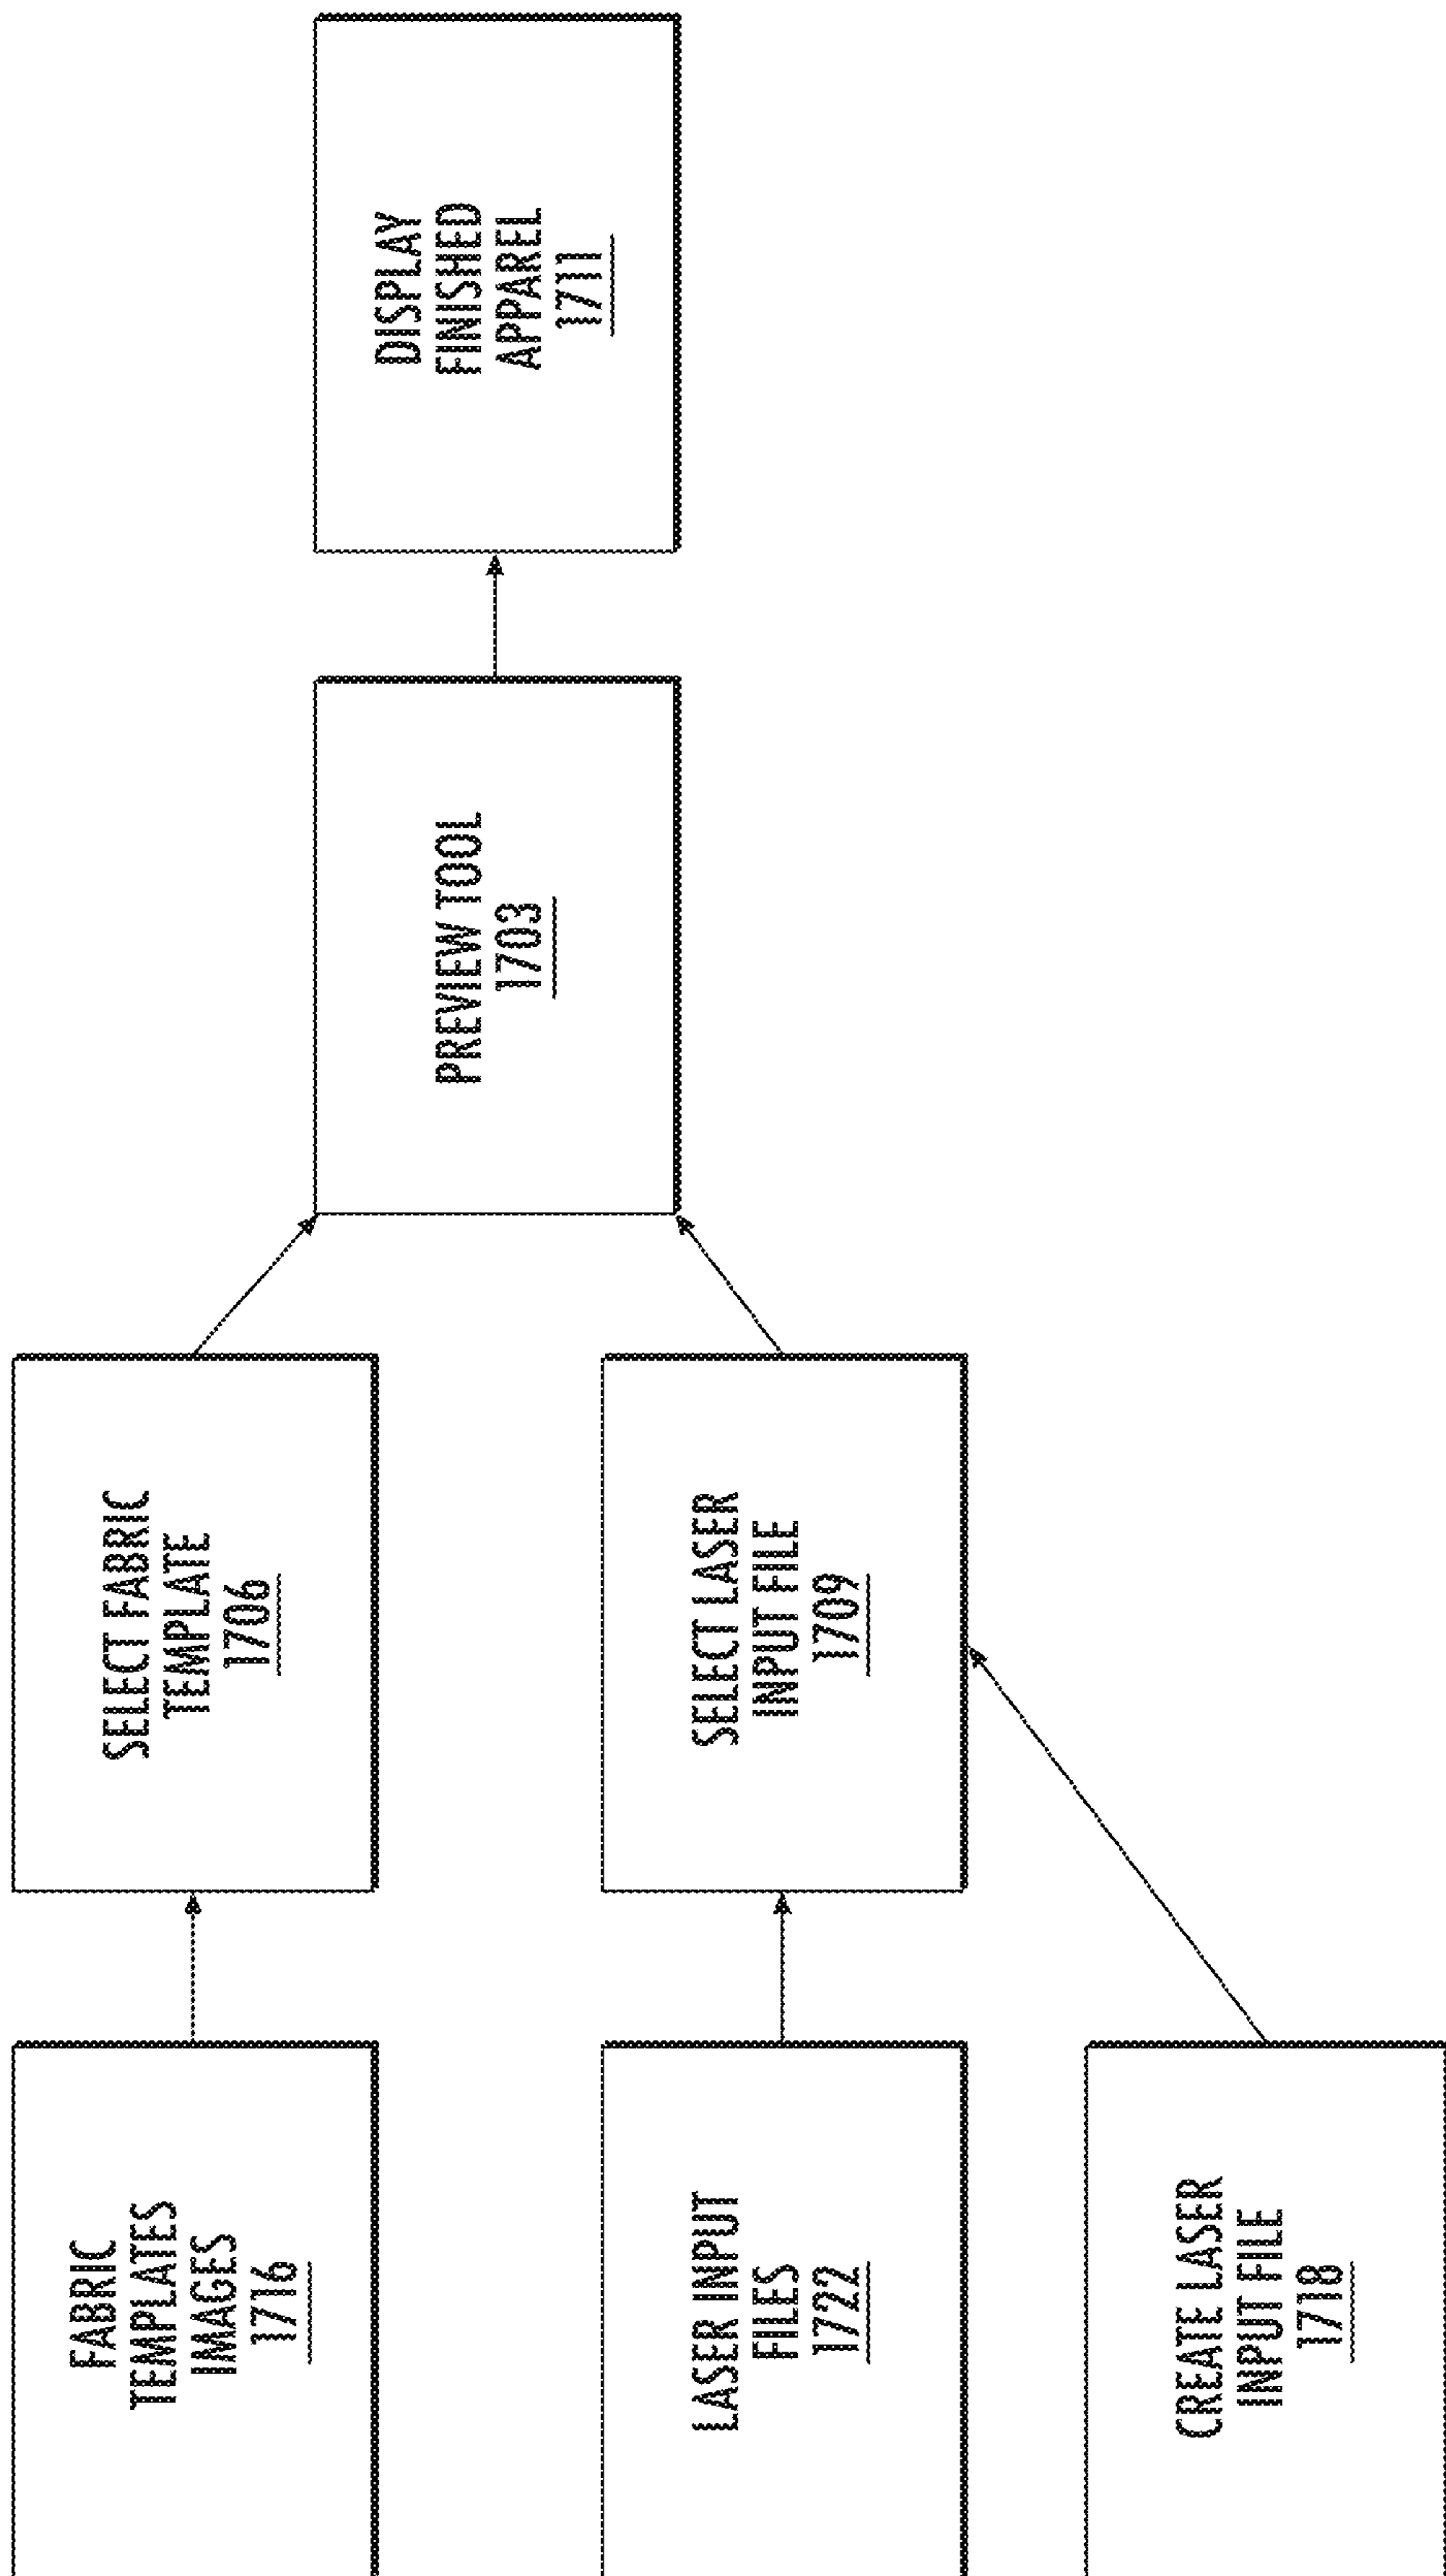 FABRIC
TEMPLATES
IMAGES
1716
SELECT FABRIC
TEMPLATE
1706
LASER INPUT
FILES
1722
SELECT LASER
INPUT FILE
1709
CREATE LASER
INPUT FILE
1718
PREVIEW TOOL
1703
DISPLAY
FINISHED
APPAREL
1711